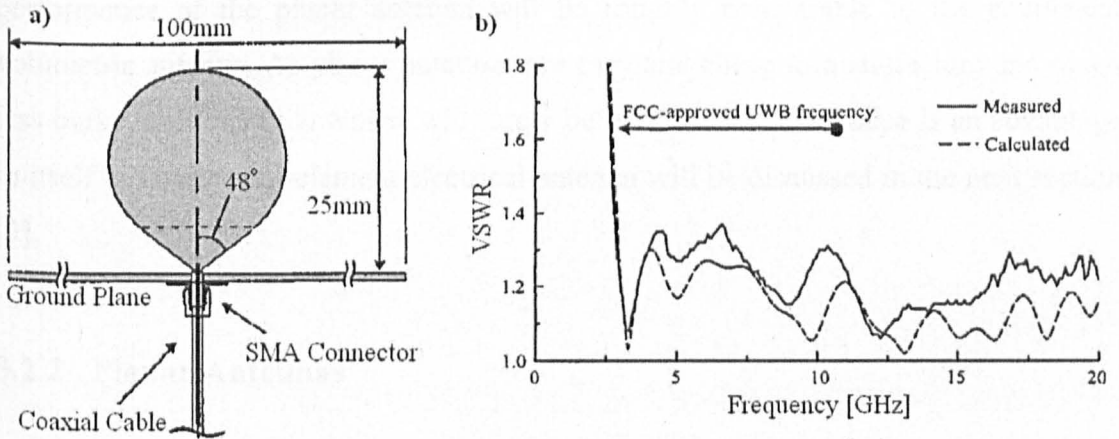 a)
100mm
48°
25mm
Ground Plane
SMA Connector
Coaxial Cable
b)
1.8
1.6
1.4
1.2
1.0
VSWR
FCC-approved UWB frequency
Measured
Calculated
0 5 10 15 20
Frequency [GHz]